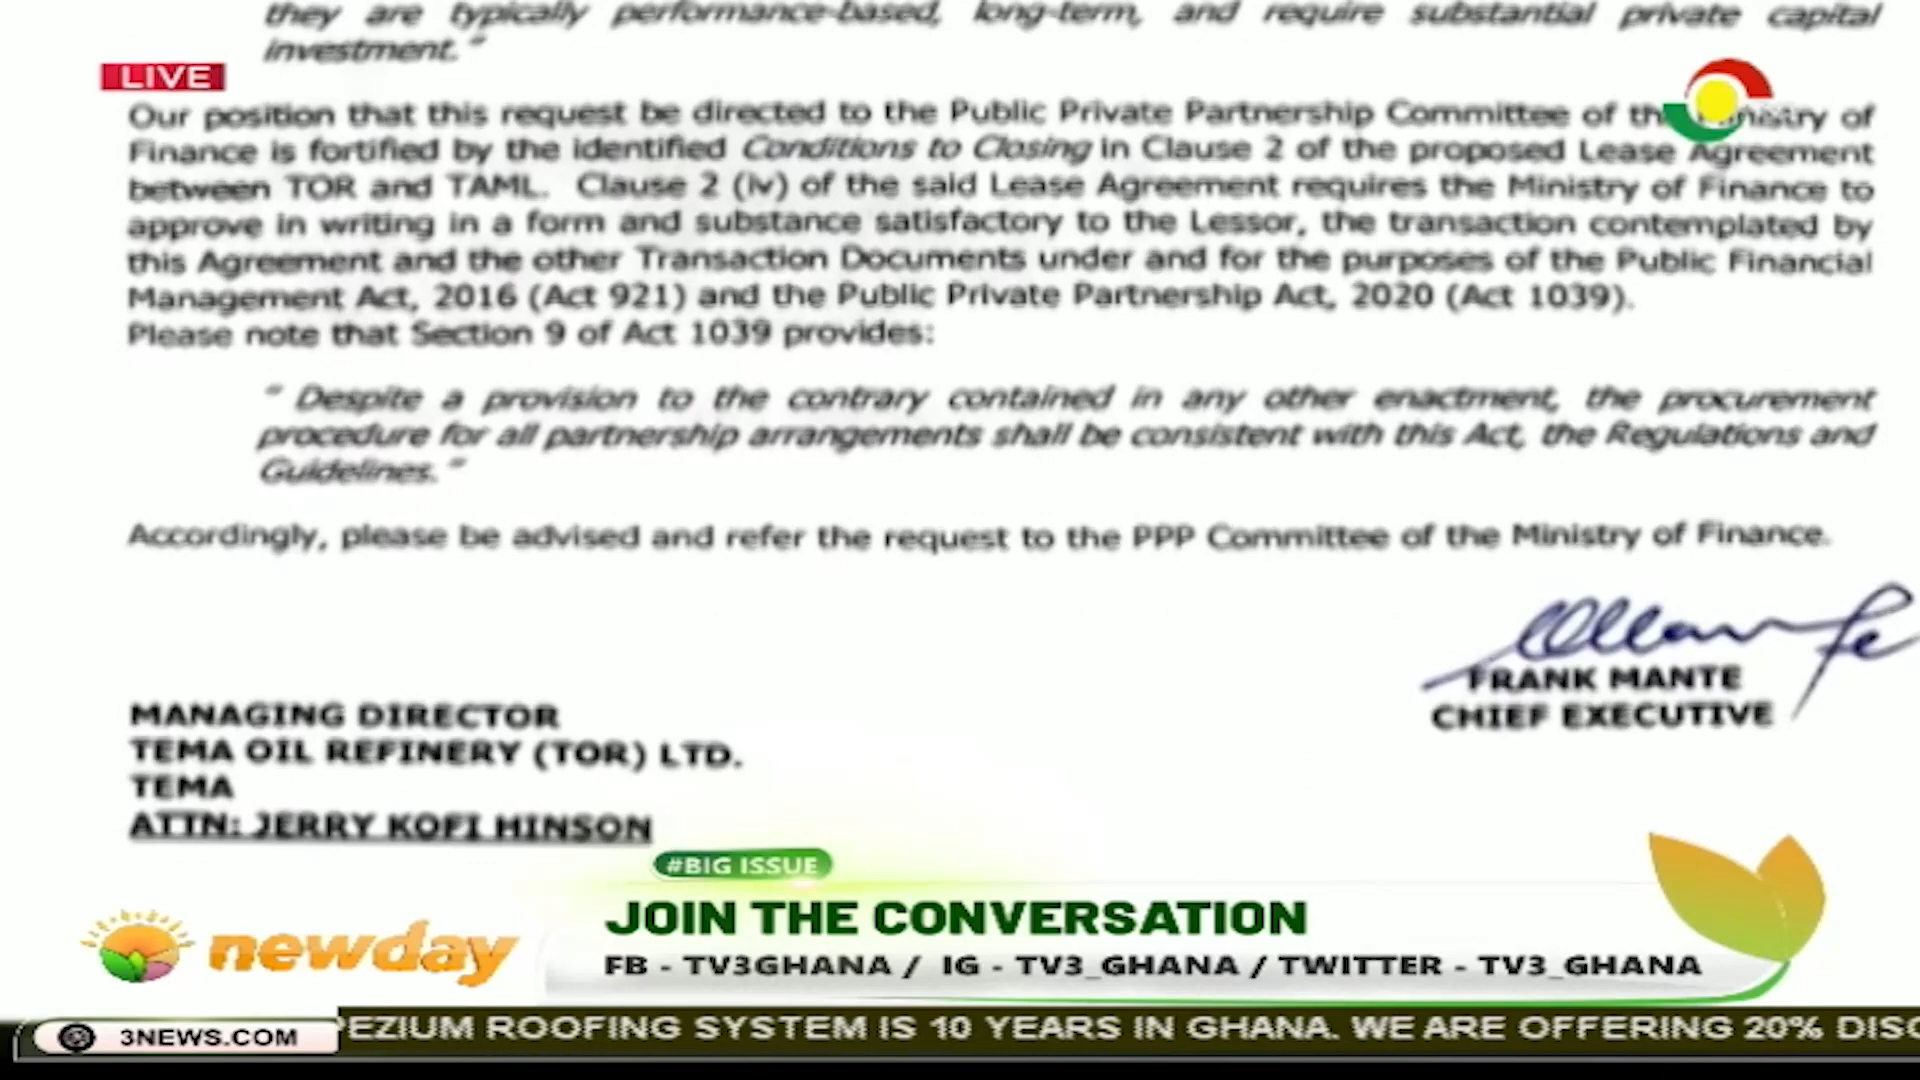 they are typically performance-based, long-term, and require substantial private capital
investment."
LIVE
Our position that this request be directed to the Public Private Partnership Committee of the Ministry of
Finance is fortified by the identified Conditions to Closing in Clause 2 of the proposed Lease Agreement
between TOR and TAML. Clause 2 (iv) of the said Lease Agreement requires the Ministry of Finance to
approve in writing in a form and substance satisfactory to the Lessor, the transaction contemplated by
this Agreement and the other Transaction Documents under and for the purposes of the Public Financial
Management Act, 2016 (Act 921) and the Public Private Partnership Act, 2020 (Act 1039).
Please note that Section 9 of Act 1039 provides:
" Despite a provision to the contrary contained in any other enactment, the procurement
procedure for all partnership arrangements shall be consistent with this Act, the Regulations and
Guidelines."
Accordingly, please be advised and refer the request to the PPP Committee of the Ministry of Finance.
FRANK MANTE
CHIEF EXECUTIVE
MANAGING DIRECTOR
TEMA OIL REFINERY (TOR) LTD.
TEMA
ATTN: JERRY KOFI HINSON
#BIG ISSUE
newday
JOIN THE CONVERSATION
FB - TV3GHANA / IG - TV3_GHANA / TWITTER - TV3_GHANA
3NEWS.COM
PEZIUM ROOFING SYSTEM IS 10 YEARS IN GHANA. WE ARE OFFERING 20% DISC